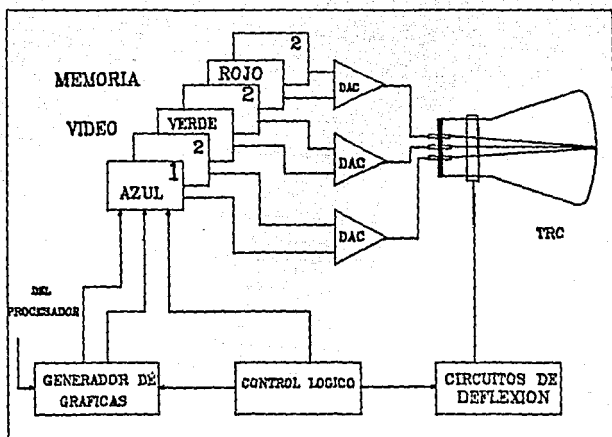 2
ROJO
DAC
MEMORIA
2
VERDE
VIDEO
2
DAC
1
AZUL
DAC
TRC
DEL
PROCESADOR
GENERADOR DE
GRAFICAS
CONTROL LOGICO
CIRCUITOS DE
DEFLEXION